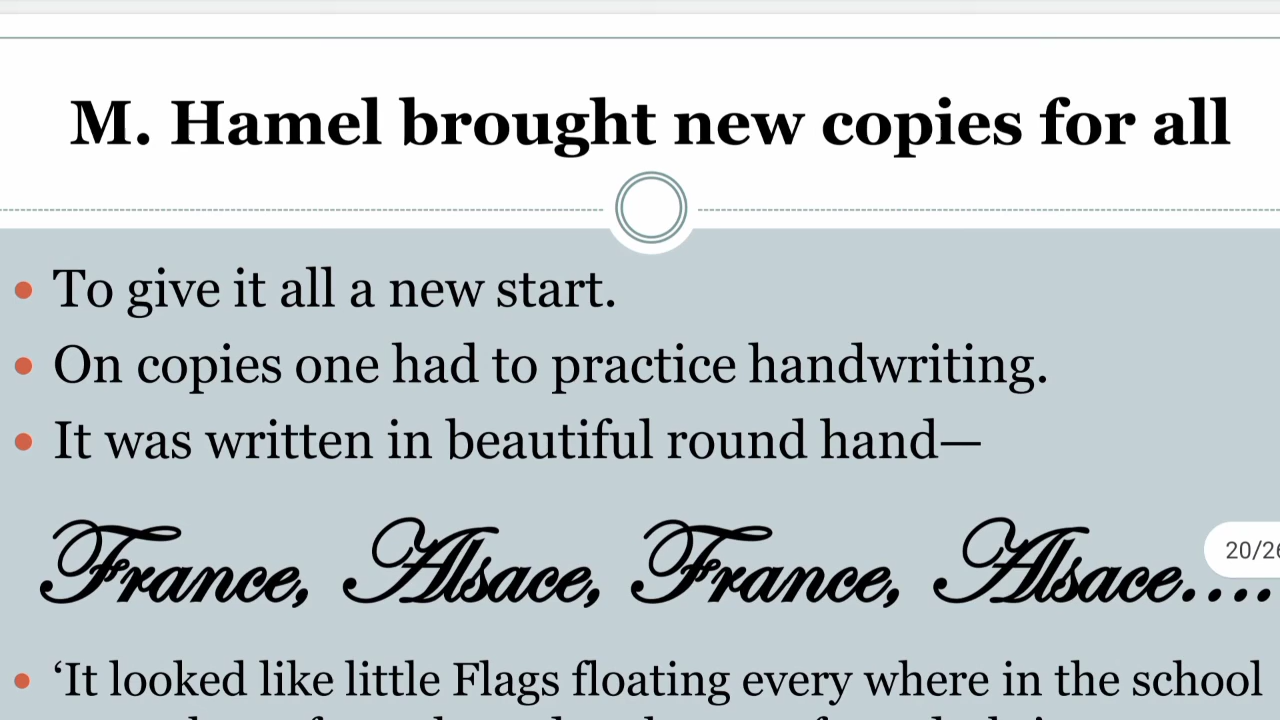 M. Hamel brought new copies for all
• To give it all a new start.
• On copies one had to practice handwriting.
• It was written in beautiful round hand—
France, Alsace, France, Alsace....
20/26
• ‘It looked like little Flags floating every where in the school